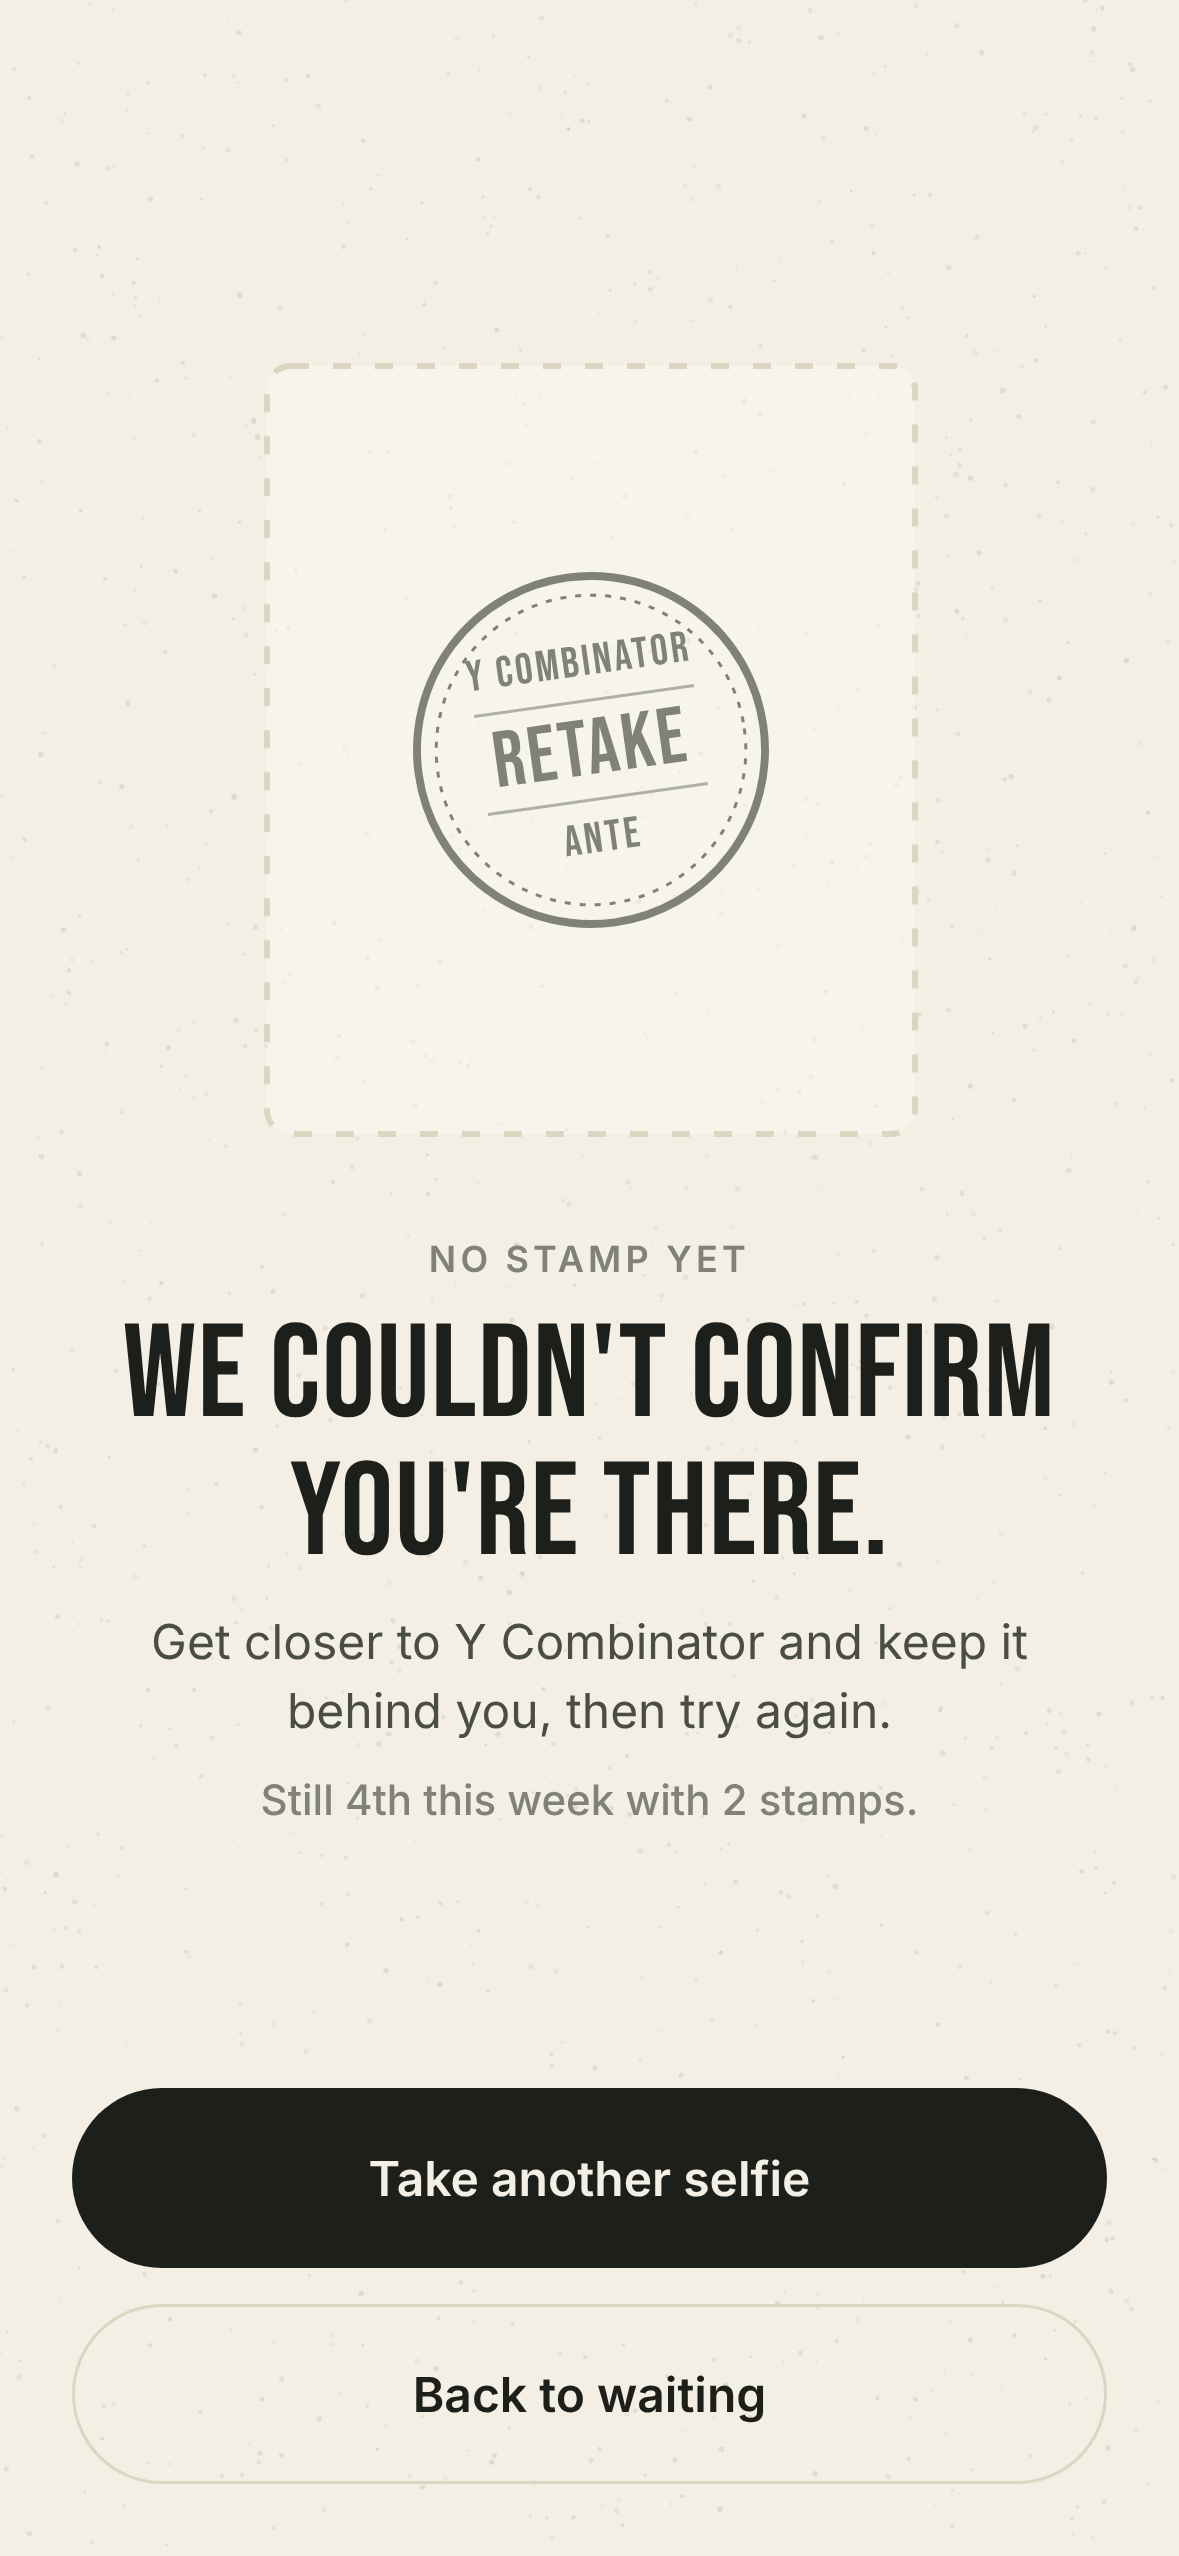 Y COMBINATOR
RETAKE
ANTE
NO STAMP YET
WE COULDN'T CONFIRM
YOU'RE THERE.
Get closer to Y Combinator and keep it
behind you, then try again.
Still 4th this week with 2 stamps.
Take another selfie
Back to waiting